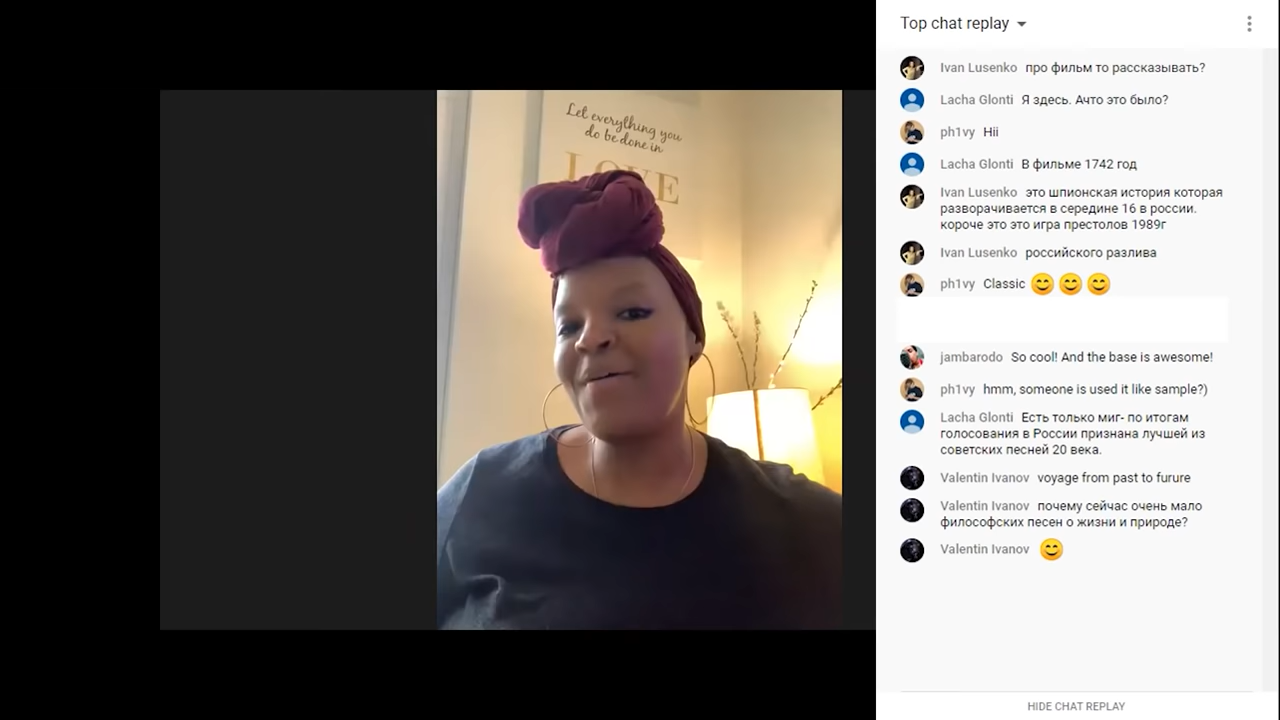 Let everything you
do be done in
LOVE
Top chat replay
Ivan Lusenko про фильм то рассказывать?
Lacha Glonti Я здесь. Ачто это было?
ph1vy Hii
Lacha Glonti В фильме 1742 год
Ivan Lusenko это шпионская история которая
разворачивается в середине 16 в россии.
короче это это игра престолов 1989г
Ivan Lusenko российского разлива
ph1vy Classic 😊😊😊
jambarodo So cool! And the base is awesome!
ph1vy hmm, someone is used it like sample?)
Lacha Glonti Есть только миг- по итогам
голосования в России признана лучшей из
советских песней 20 века.
Valentin Ivanov voyage from past to furure
Valentin Ivanov почему сейчас очень мало
философских песен о жизни и природе?
Valentin Ivanov 😊
HIDE CHAT REPLAY